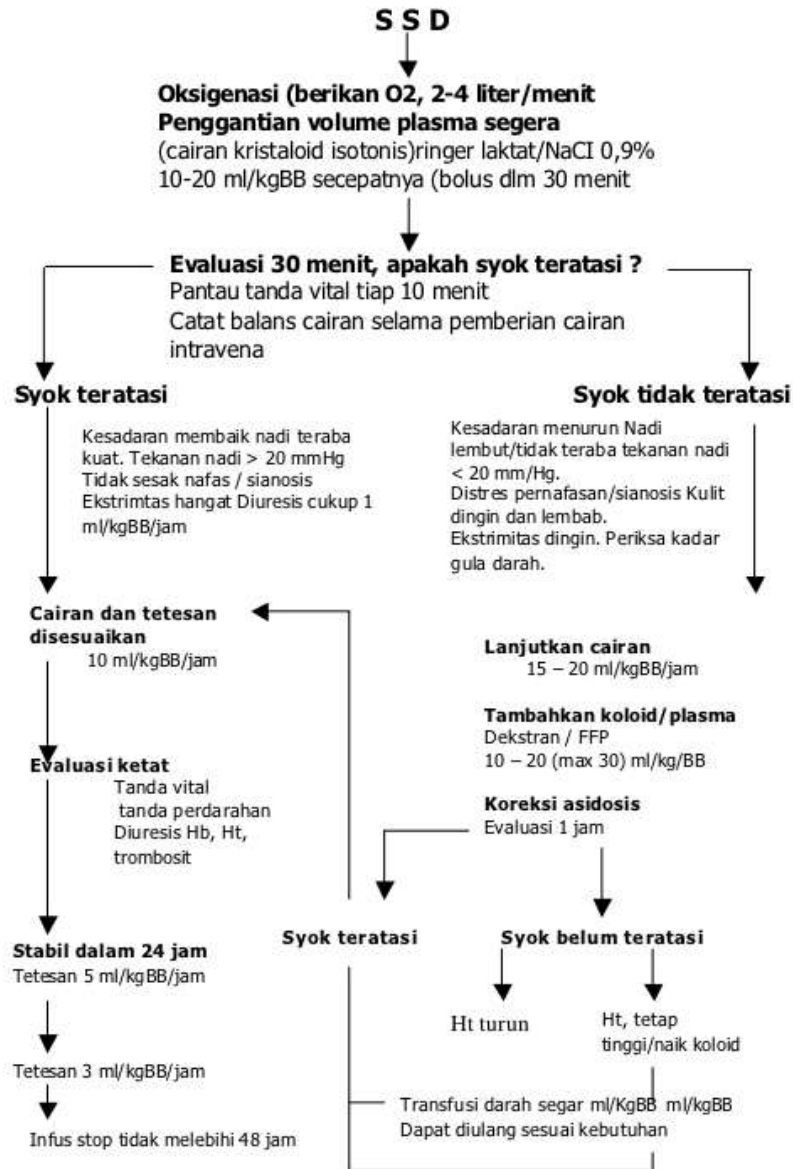 S S D
Oksigenasi (berikan O2, 2-4 liter/menit
Penggantian volume plasma segera
(cairan kristaloid isotonis)ringer laktat/NaCI 0,9%
10-20 ml/kgBB secepatnya (bolus dlm 30 menit
Evaluasi 30 menit, apakah syok teratasi ?
Pantau tanda vital tiap 10 menit
Catat balans cairan selama pemberian cairan
intravena
Syok teratasi
Kesadaran membaik nadi teraba
kuat. Tekanan nadi > 20 mmHg
Tidak sesak nafas / sianosis
Ekstrimtas hangat Diuresis cukup 1
ml/kgBB/jam
Syok tidak teratasi
Kesadaran menurun Nadi
lembut/tidak teraba tekanan nadi
< 20 mm/Hg.
Distres pernafasan/sianosis Kulit
dingin dan lembab.
Ekstrimitas dingin. Periksa kadar
gula darah.
Cairan dan tetesan
disesuaikan
10 ml/kgBB/jam
Lanjutkan cairan
15 – 20 ml/kgBB/jam
Tambahkan koloid/plasma
Dekstran / FFP
10 – 20 (max 30) ml/kg/BB
Koreksi asidosis
Evaluasi 1 jam
Evaluasi ketat
Tanda vital
tanda perdarahan
Diuresis Hb, Ht,
trombosit
Stabil dalam 24 jam
Tetesan 5 ml/kgBB/jam
Tetesan 3 ml/kgBB/jam
Infus stop tidak melebihi 48 jam
Syok teratasi
Syok belum teratasi
Ht turun
Ht, tetap
tinggi/naik koloid
Transfusi darah segar ml/KgBB ml/kgBB
Dapat diulang sesuai kebutuhan